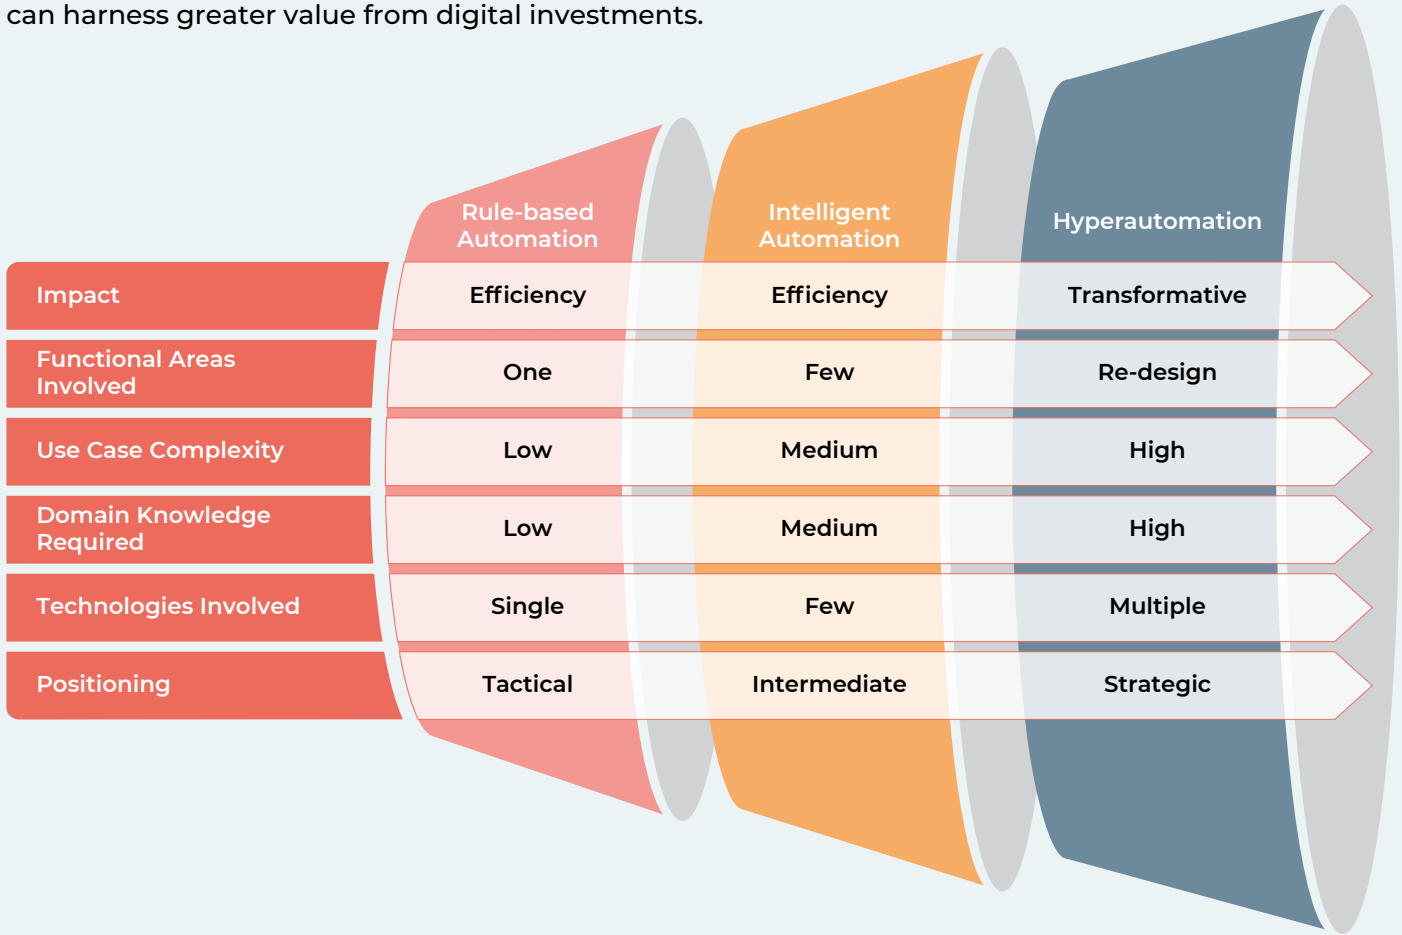 can harness greater value from digital investments.
Rule-based
Automation
Intelligent
Automation
Hyperautomation
Impact
Efficiency
Efficiency
Transformative
Functional Areas
Involved
One
Few
Re-design
Use Case Complexity
Low
Medium
High
Domain Knowledge
Required
Low
Medium
High
Technologies Involved
Single
Few
Multiple
Positioning
Tactical
Intermediate
Strategic